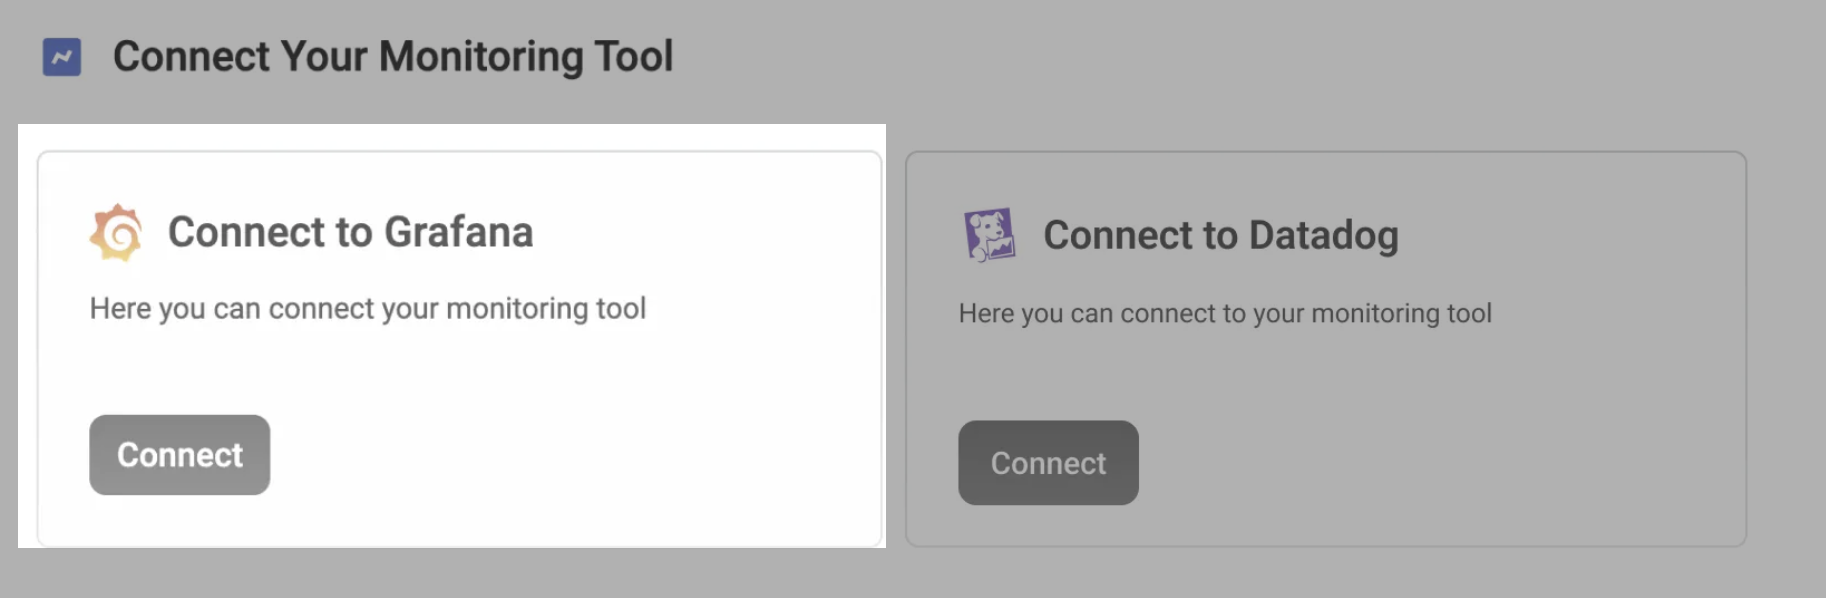 Connect Your Monitoring Tool
Connect to Grafana
Here you can connect your monitoring tool
Connect
Connect to Datadog
Here you can connect to your monitoring tool
Connect